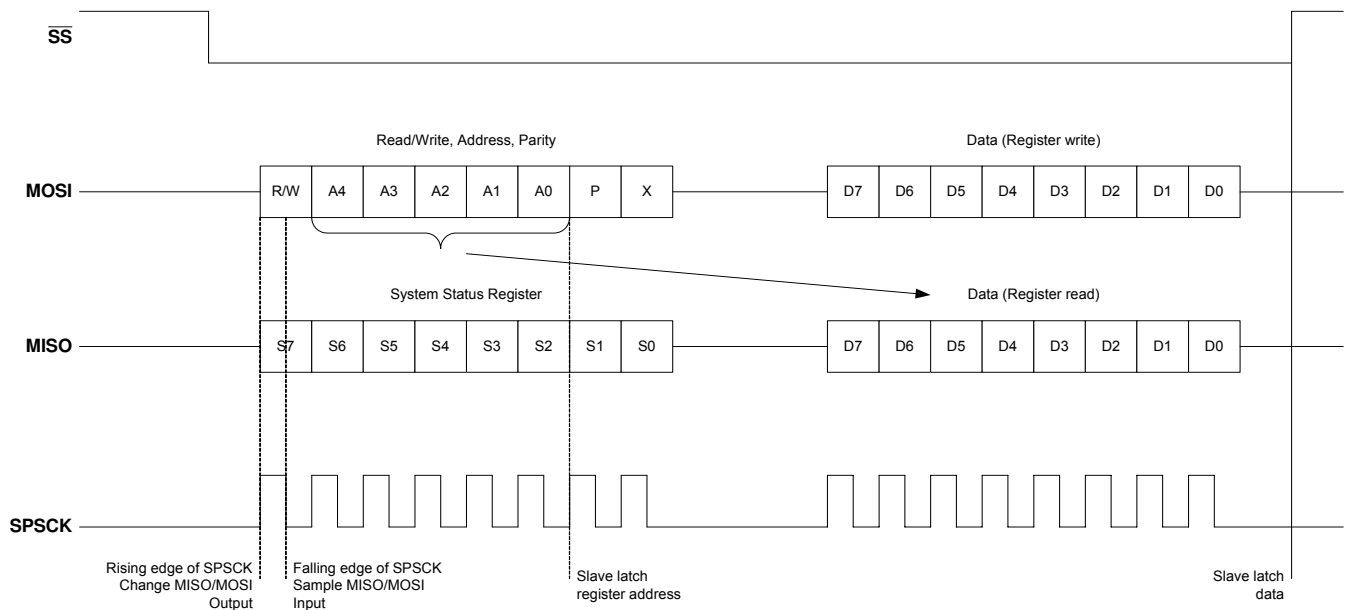 SS
Read/Write, Address, Parity
Data (Register write)
MOSI
R/W A4 A3 A2 A1 A0 P X
D7 D6 D5 D4 D3 D2 D1 D0
System Status Register
Data (Register read)
MISO
S7 S6 S5 S4 S3 S2 S1 S0
D7 D6 D5 D4 D3 D2 D1 D0
SPSCK
Rising edge of SPSCK
Change MISO/MOSI
Output
Falling edge of SPSCK
Sample MISO/MOSI
Input
Slave latch
register address
Slave latch
data